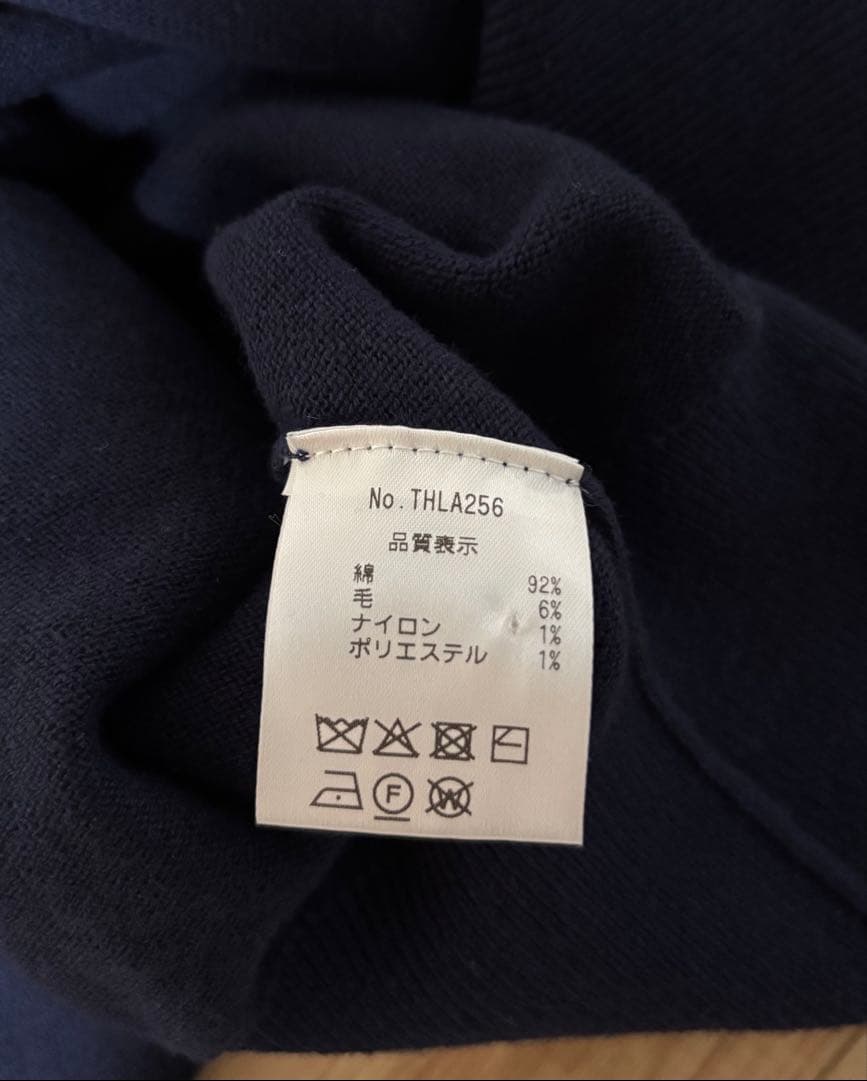 No.THLA256
品質表示
綿 92%
毛 6%
ナイロン 1%
ポリエステル 1%
F W